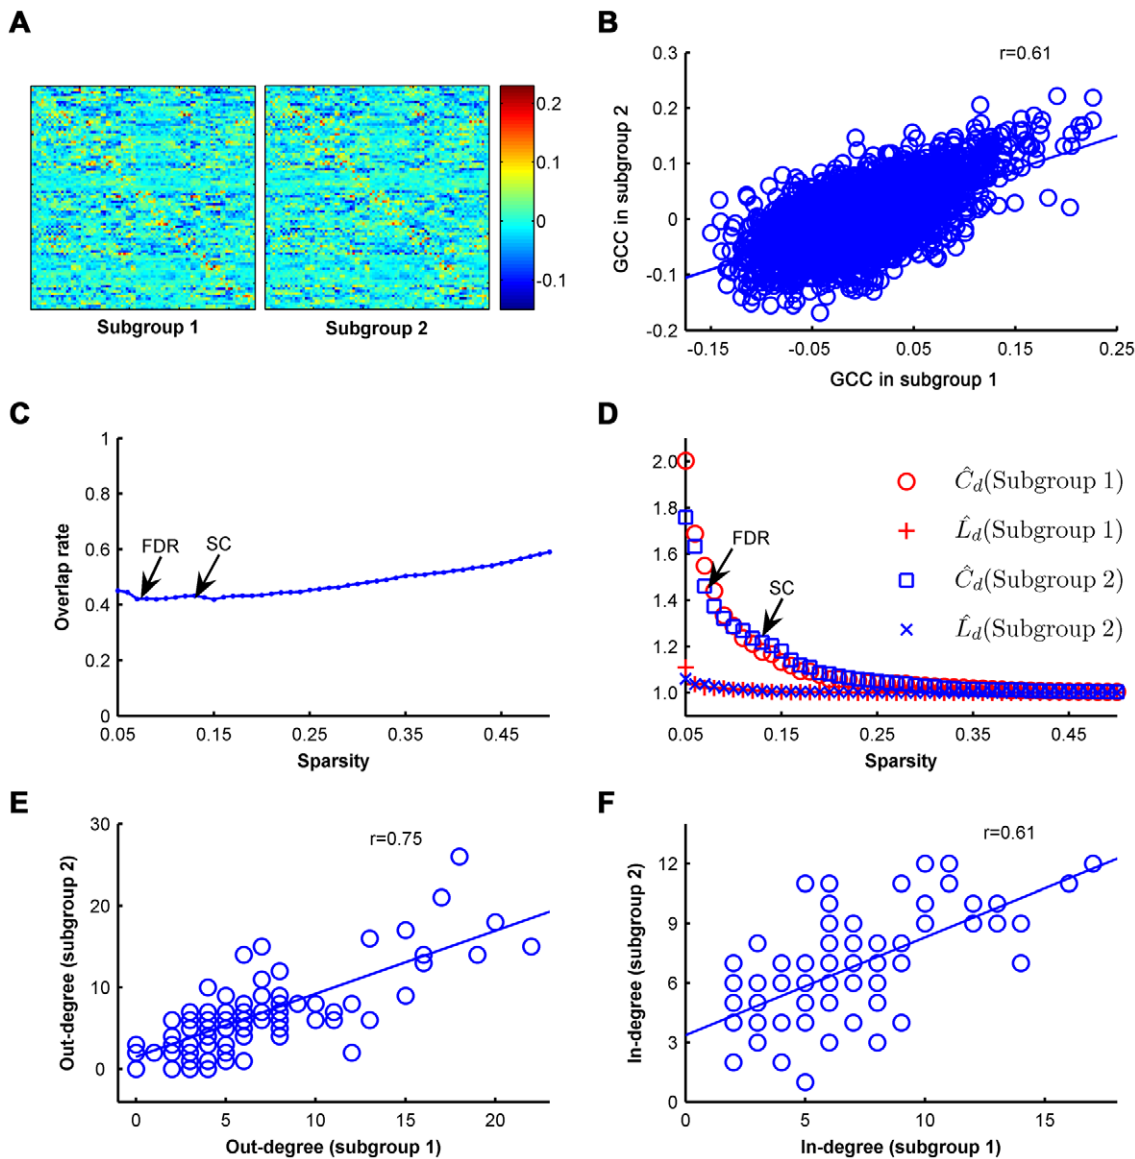 A
0.2
0.1
0
-0.1
Subgroup 1
Subgroup 2
B
r=0.61
0.3
0.2
0.1
0
-0.1
-0.2
GCC in subgroup 2
-0.15
-0.05
0.05
0.15
0.25
GCC in subgroup 1
C
1
0.8
0.6
0.4
0.2
0
Overlap rate
FDR
SC
0.05
0.15
0.25
0.35
0.45
Sparsity
D
2.0
1.8
1.6
1.4
1.2
1.0
FDR
SC
Ĉ_d(Subgroup 1)
L̂_d(Subgroup 1)
Ĉ_d(Subgroup 2)
L̂_d(Subgroup 2)
0.05
0.15
0.25
0.35
0.45
Sparsity
E
r=0.75
30
20
10
0
Out-degree (subgroup 2)
0
5
10
15
20
Out-degree (subgroup 1)
F
r=0.61
12
9
6
3
0
In-degree (subgroup 2)
0
5
10
15
In-degree (subgroup 1)